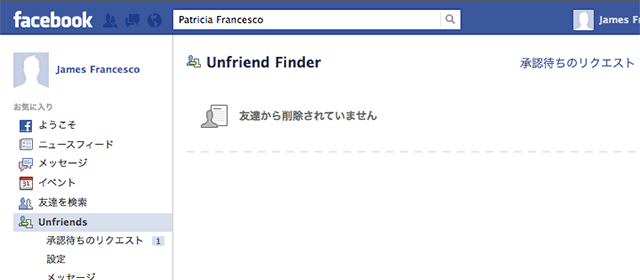 facebook
Patricia Francesco
James F
James Francesco
お気に入り
ようこそ
ニュースフィード
メッセージ
イベント
友達を検索
Unfriends
承認待ちのリクエスト 1
設定
メッセージ
Unfriend Finder
承認待ちのリクエスト
友達から削除されていません